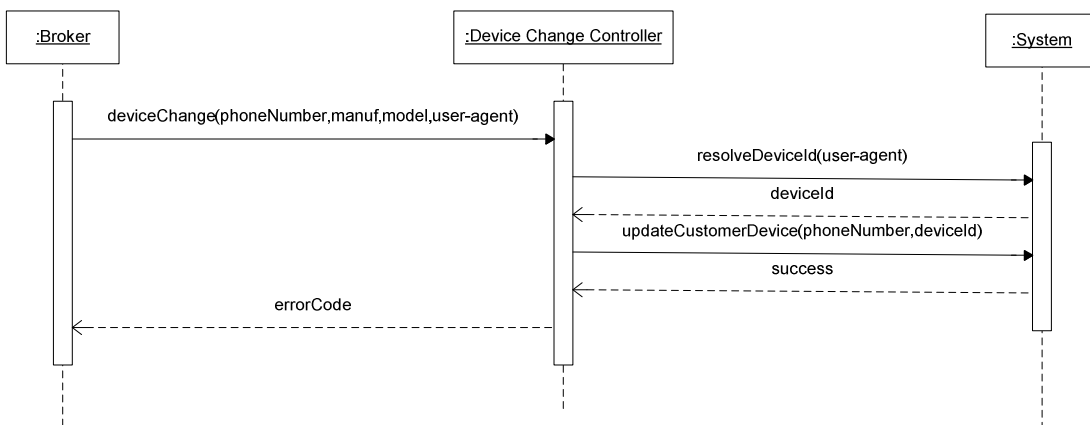 :Broker
:Device Change Controller
:System
deviceChange(phoneNumber,manuf,model,user-agent)
resolveDeviceId(user-agent)
deviceId
updateCustomerDevice(phoneNumber,deviceId)
success
errorCode